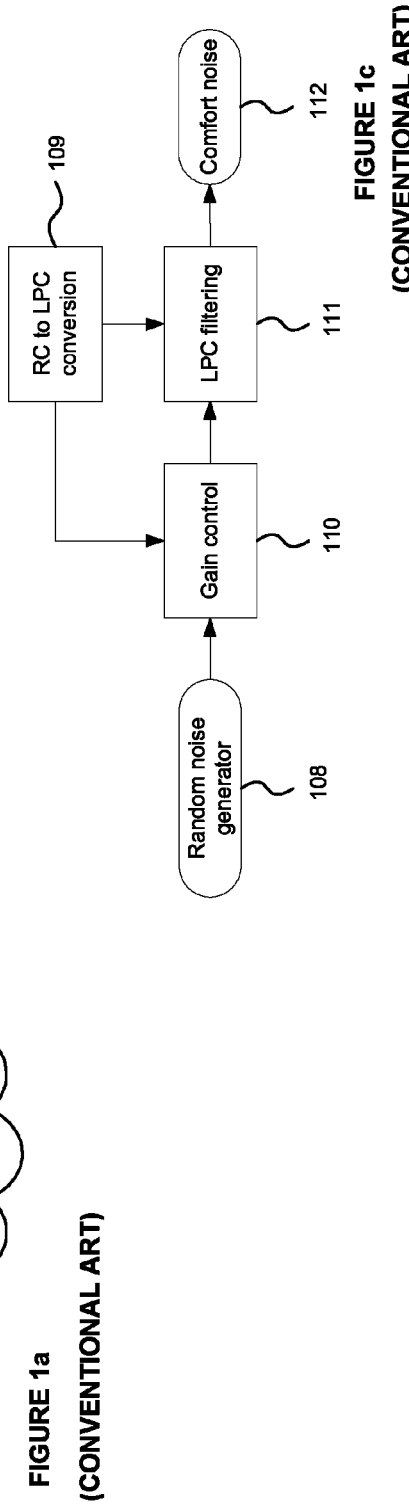 RC to LPC
conversion
109
Random noise
generator
108
Gain control
110
LPC filtering
111
Comfort noise
112
FIGURE 1a
(CONVENTIONAL ART)
FIGURE 1c
(CONVENTIONAL ART)